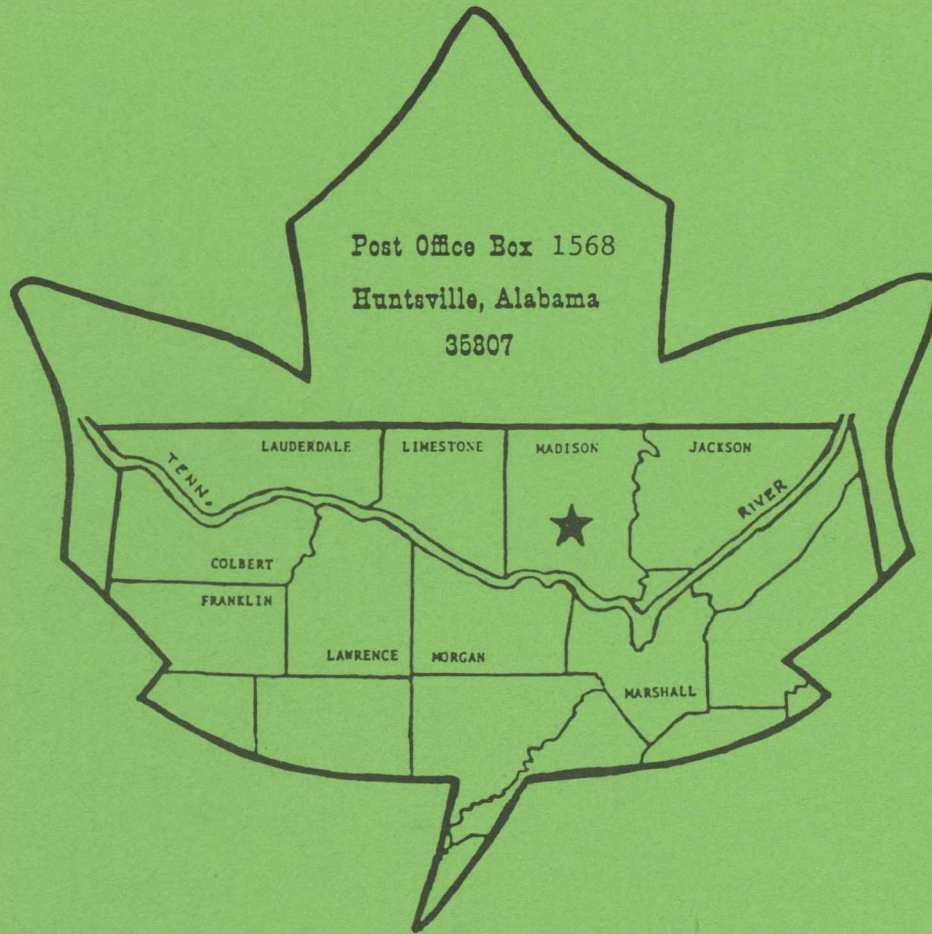 Post Office Box 1568
Huntsville, Alabama
35807
LAUDERDALE
LIMESTONE
MADISON
JACKSON
TENN.
RIVER
COLBERT
FRANKLIN
LAWRENCE
MORGAN
MARSHALL